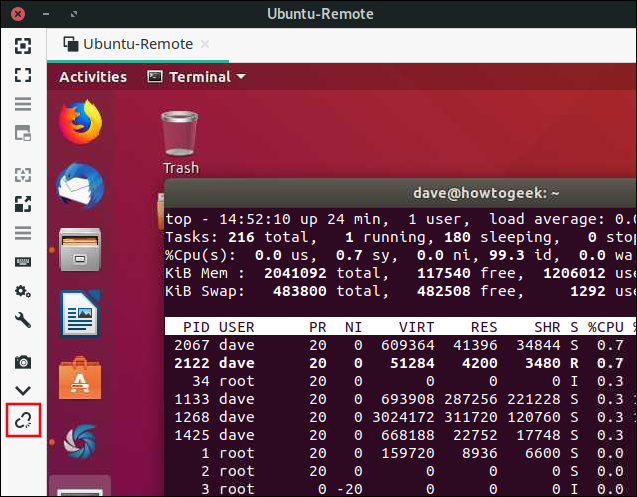 Ubuntu-Remote
Ubuntu-Remote
Activities Terminal
Trash
dave@howtogeek: ~
top - 14:52:10 up 24 min, 1 user, load average: 0.0
Tasks: 216 total, 1 running, 180 sleeping, 0 stop
%Cpu(s): 0.0 us, 0.7 sy, 0.0 ni, 99.3 id, 0.0 wa
KiB Mem : 2041092 total, 117540 free, 1206012 use
KiB Swap: 483800 total, 482508 free, 1292 use
PID USER PR NI VIRT RES SHR S %CPU %
2067 dave 20 0 609364 41396 34844 S 0.7
2122 dave 20 0 51284 4200 3480 R 0.7
34 root 20 0 0 0 0 I 0.3
1133 dave 20 0 693908 287256 221228 S 0.3 1
1268 dave 20 0 3024172 311720 120760 S 0.3 1
1425 dave 20 0 668188 22752 17748 S 0.3
1 root 20 0 159720 8936 6600 S 0.0
2 root 20 0 0 0 0 S 0.0
3 root 0 -20 0 0 0 I 0.0